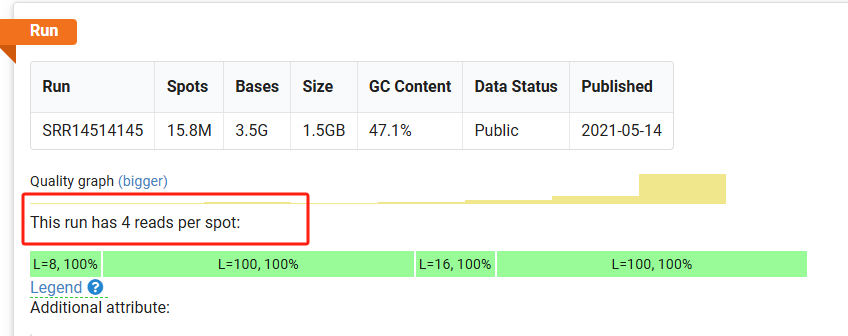 Run
Run Spots Bases Size GC Content Data Status Published
SRR14514145 15.8M 3.5G 1.5GB 47.1% Public 2021-05-14
Quality graph (bigger)
This run has 4 reads per spot:
L=8, 100% L=100, 100% L=16, 100% L=100, 100%
Legend ?
Additional attribute: